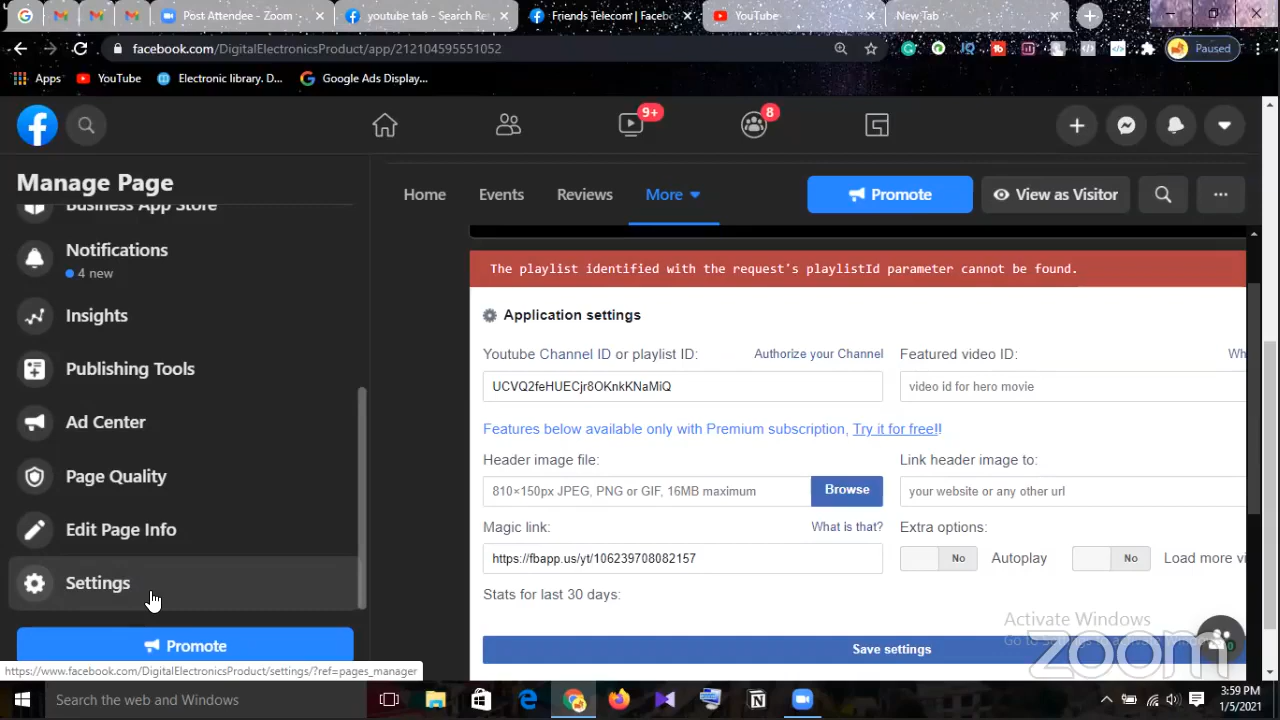 Post Attendee - Zoom
youtube tab - Search Re
Friends Telecom | Faceb
YouTube
New Tab
facebook.com/DigitalElectronicsProduct/app/212104595551052
Paused
Apps
YouTube
Electronic library. D...
Google Ads Display...
9+
8
Manage Page
Home
Events
Reviews
More
Promote
View as Visitor
Business App Store
Notifications
4 new
Insights
Publishing Tools
Ad Center
Page Quality
Edit Page Info
Settings
Promote
The playlist identified with the request's playlistId parameter cannot be found.
Application settings
Youtube Channel ID or playlist ID:
Authorize your Channel
Featured video ID:
Wh
UCVQ2feHUECjr8OKnkKNaMiQ
video id for hero movie
Features below available only with Premium subscription, Try it for free!!
Header image file:
Link header image to:
810×150px JPEG, PNG or GIF, 16MB maximum
Browse
your website or any other url
Magic link:
What is that?
Extra options:
https://fbapp.us/yt/106239708082157
No
Autoplay
No
Load more vi
Stats for last 30 days:
Activate Windows
Save settings
zoom
https://www.facebook.com/DigitalElectronicsProduct/settings/?ref=pages_manager
Search the web and Windows
3:59 PM
1/5/2021